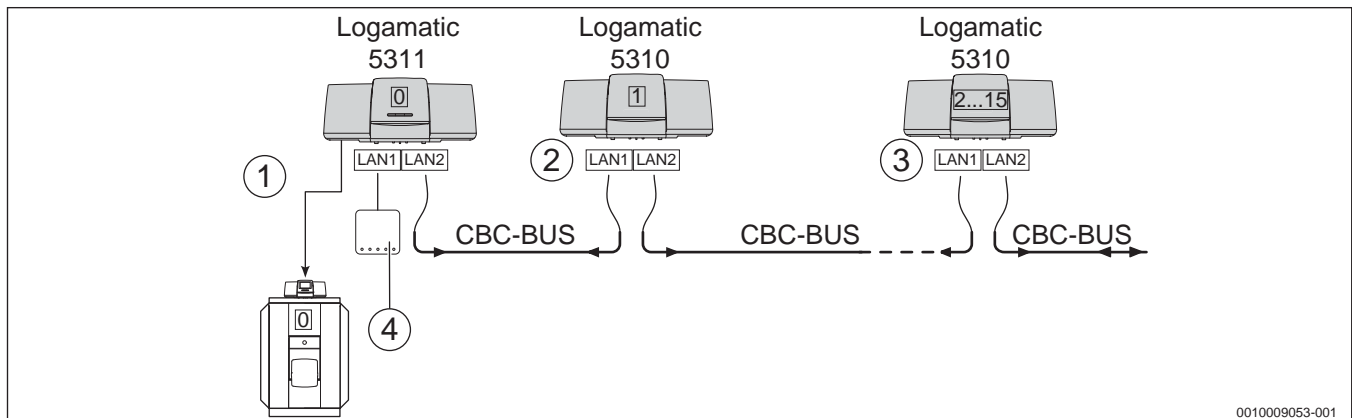 Logamatic
5311
Logamatic
5310
Logamatic
5310
0
1
2...15
1
LAN1 LAN2
2
LAN1 LAN2
3
LAN1 LAN2
CBC-BUS
CBC-BUS
CBC-BUS
0
4
0010009053-001